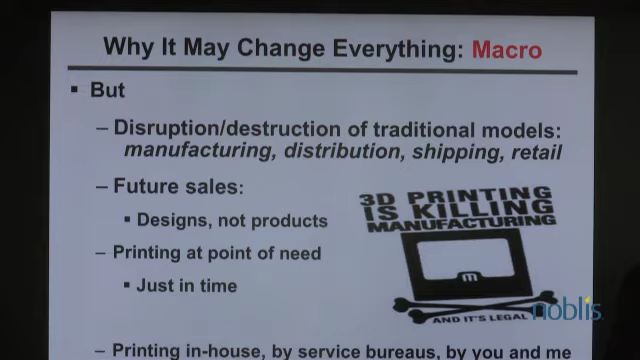 Why It May Change Everything: Macro
▪ But
– Disruption/destruction of traditional models:
manufacturing, distribution, shipping, retail
– Future sales:
▪ Designs, not products
– Printing at point of need
▪ Just in time
3D PRINTING
IS KILLING
MANUFACTURING
AND IT'S LEGAL
noblis
– Printing in-house, by service bureaus, by you and me